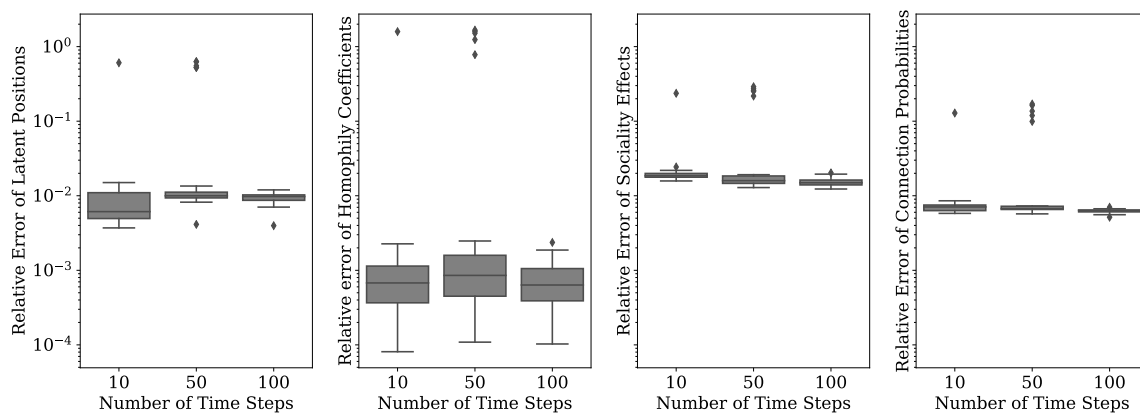 Relative Error of Latent Positions
10⁰
10⁻¹
10⁻²
10⁻³
10⁻⁴
10 50 100
Number of Time Steps
Relative error of Homophily Coefficients
10 50 100
Number of Time Steps
Relative Error of Sociality Effects
10 50 100
Number of Time Steps
Relative Error of Connection Probabilities
10 50 100
Number of Time Steps